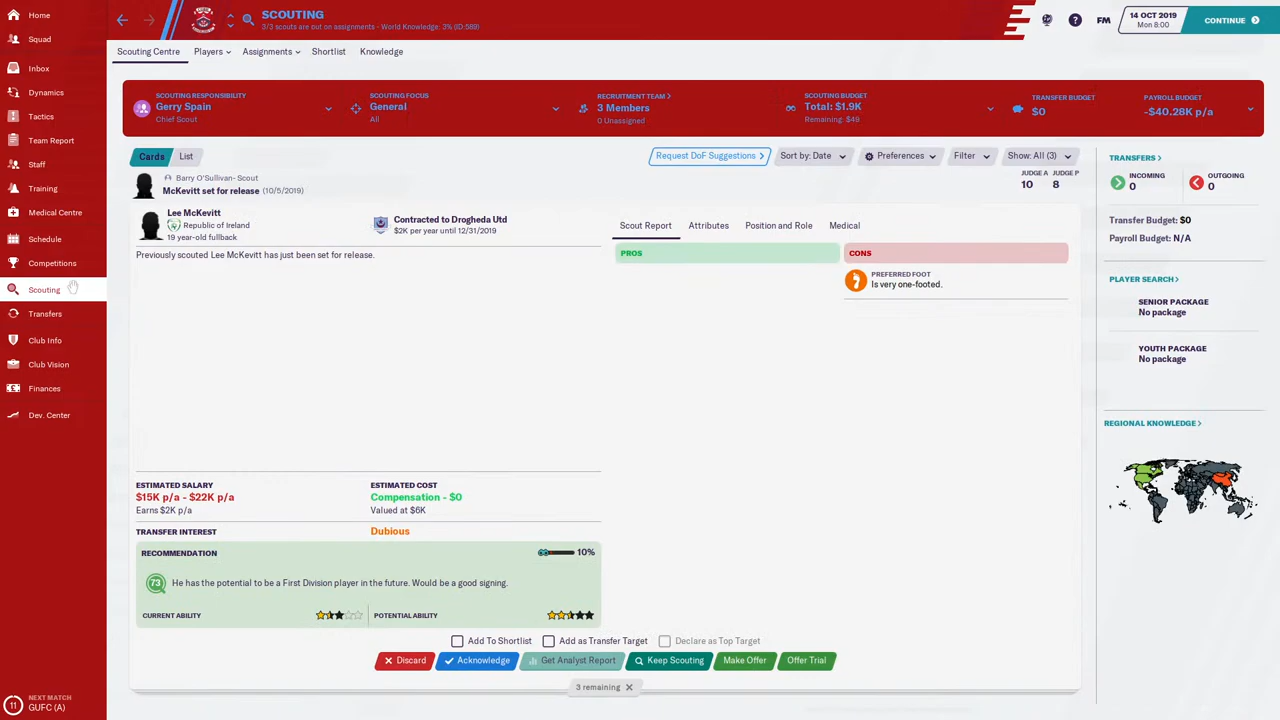 Home
Squad
Inbox
Dynamics
Tactics
Team Report
Staff
Training
Medical Centre
Schedule
Competitions
Scouting
Transfers
Club Info
Club Vision
Finances
Dev. Center
NEXT MATCH
11
GUFC (A)
SCOUTING
3/3 scouts are out on assignments - World Knowledge: 3% (ID:589)
FM
14 OCT 2019
Mon 8:00
CONTINUE
Scouting Centre
Players
Assignments
Shortlist
Knowledge
SCOUTING RESPONSIBILITY
Gerry Spain
Chief Scout
SCOUTING FOCUS
General
All
RECRUITMENT TEAM >
3 Members
0 Unassigned
SCOUTING BUDGET
Total: $1.9K
Remaining: $49
TRANSFER BUDGET
$0
PAYROLL BUDGET
-$40.28K p/a
Cards
List
Request DoF Suggestions >
Sort by: Date
Preferences
Filter
Show: All (3)
Barry O'Sullivan- Scout
McKevitt set for release (10/5/2019)
JUDGE A JUDGE P
10 8
Lee McKevitt
Republic of Ireland
19 year-old fullback
Contracted to Drogheda Utd
$2K per year until 12/31/2019
Previously scouted Lee McKevitt has just been set for release.
Scout Report
Attributes
Position and Role
Medical
PROS
CONS
PREFERRED FOOT
Is very one-footed.
ESTIMATED SALARY
$15K p/a - $22K p/a
Earns $2K p/a
ESTIMATED COST
Compensation - $0
Valued at $6K
TRANSFER INTEREST
Dubious
RECOMMENDATION
10%
73
He has the potential to be a First Division player in the future. Would be a good signing.
CURRENT ABILITY
POTENTIAL ABILITY
Add To Shortlist
Add as Transfer Target
Declare as Top Target
Discard
Acknowledge
Get Analyst Report
Keep Scouting
Make Offer
Offer Trial
3 remaining
TRANSFERS >
INCOMING
0
OUTGOING
0
Transfer Budget: $0
Payroll Budget: N/A
PLAYER SEARCH >
SENIOR PACKAGE
No package
YOUTH PACKAGE
No package
REGIONAL KNOWLEDGE >